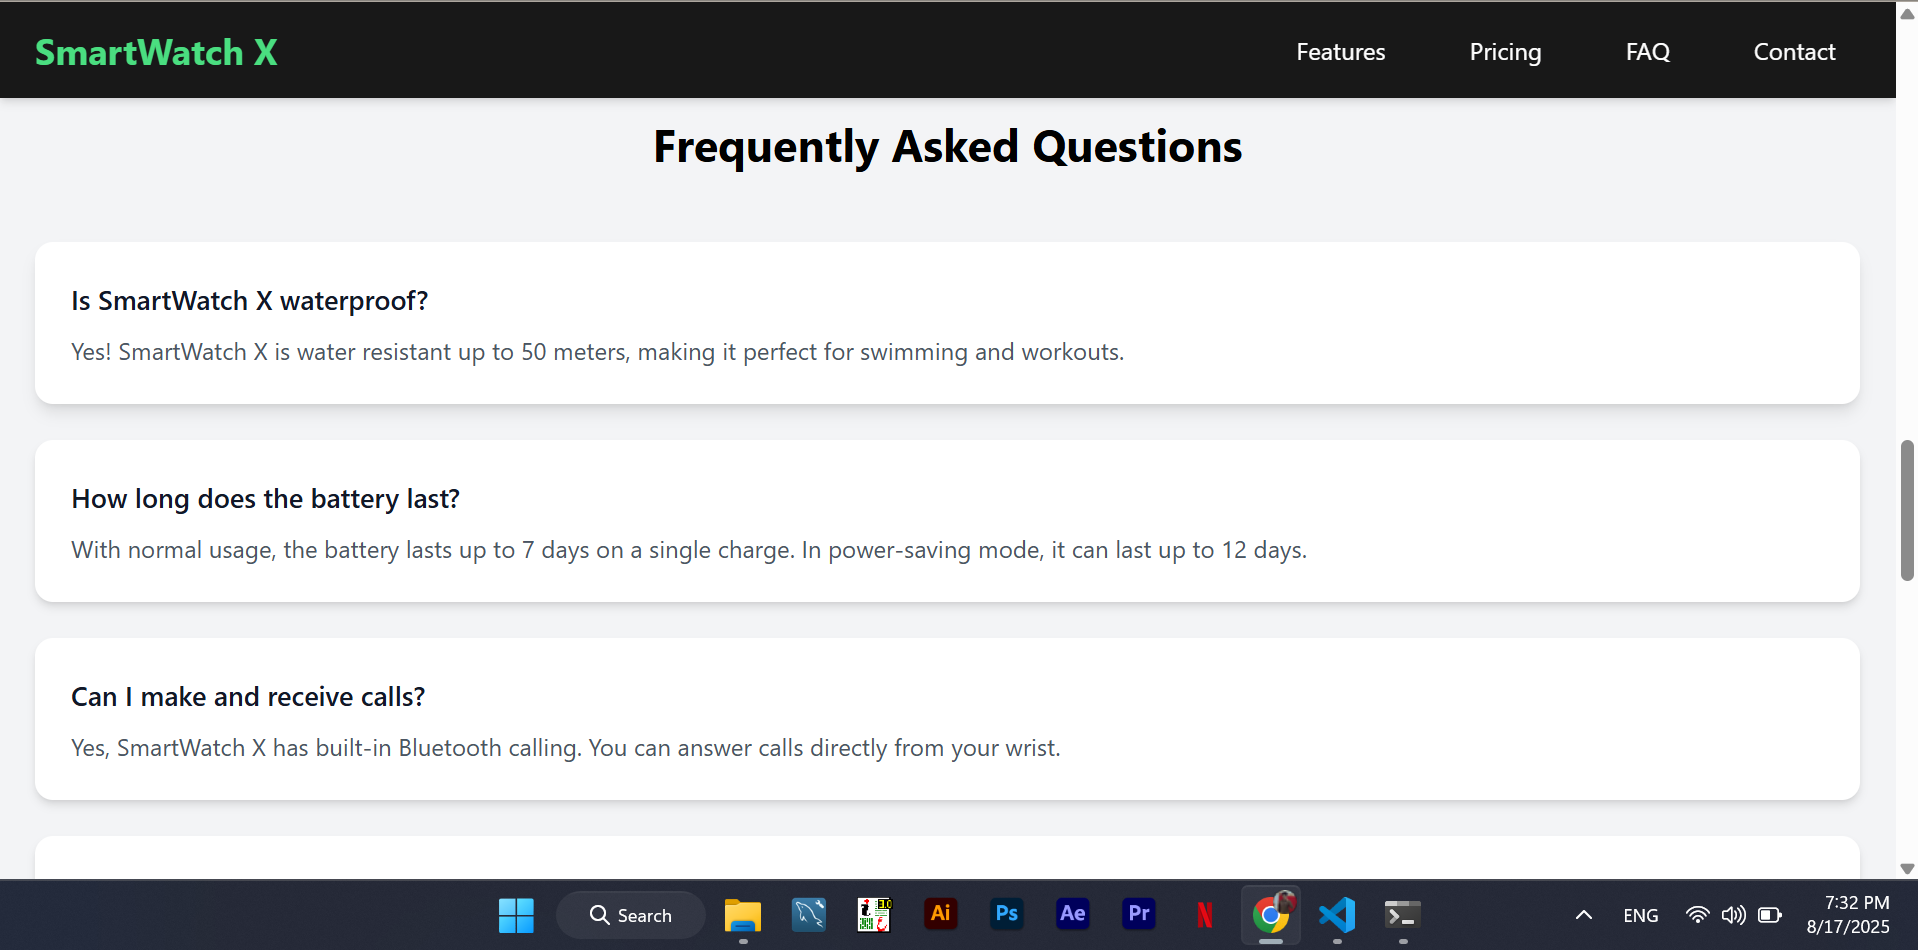 SmartWatch X
Features Pricing FAQ Contact
Frequently Asked Questions
Is SmartWatch X waterproof?
Yes! SmartWatch X is water resistant up to 50 meters, making it perfect for swimming and workouts.
How long does the battery last?
With normal usage, the battery lasts up to 7 days on a single charge. In power-saving mode, it can last up to 12 days.
Can I make and receive calls?
Yes, SmartWatch X has built-in Bluetooth calling. You can answer calls directly from your wrist.
Search
Ai
Ps
Ae
Pr
N
ENG
7:32 PM
8/17/2025